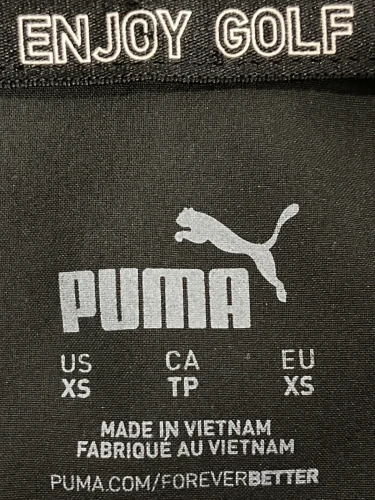 ENJOY GOLF
PUMA
US CA EU
XS TP XS
MADE IN VIETNAM
FABRIQUÉ AU VIETNAM
PUMA.COM/FOREVERBETTER